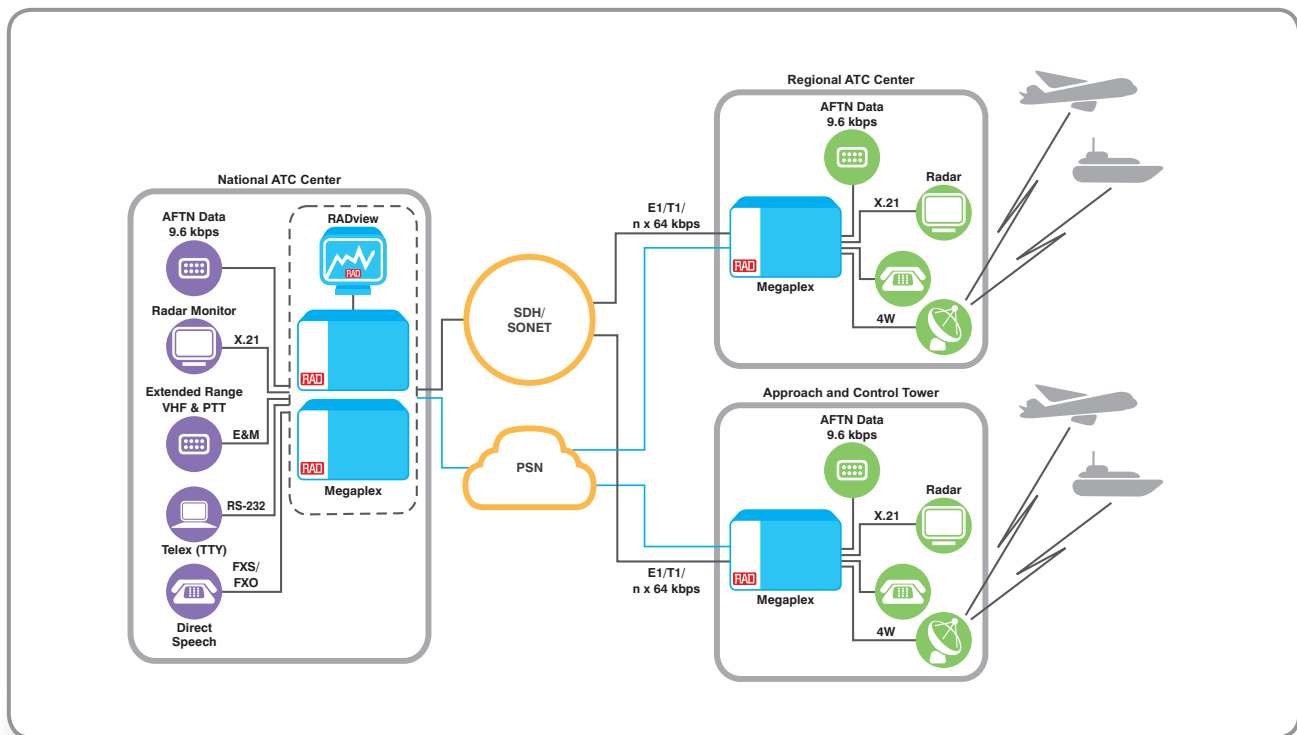 National ATC Center
AFTN Data
9.6 kbps
RADview
RAD
Radar Monitor
X.21
RAD
Extended Range
VHF & PTT
E&M
RAD
Megaplex
RS-232
Telex (TTY)
FXS/
FXO
Direct
Speech
SDH/
SONET
PSN
E1/T1/
n x 64 kbps
E1/T1/
n x 64 kbps
Regional ATC Center
AFTN Data
9.6 kbps
Radar
X.21
RAD
Megaplex
4W
Approach and Control Tower
AFTN Data
9.6 kbps
Radar
X.21
RAD
Megaplex
4W